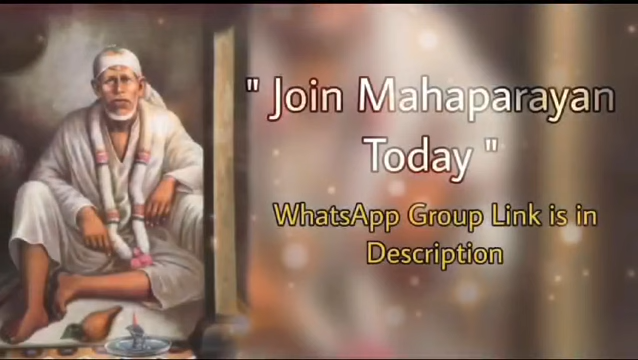 " Join Mahaparayan
Today "
WhatsApp Group Link is in
Description